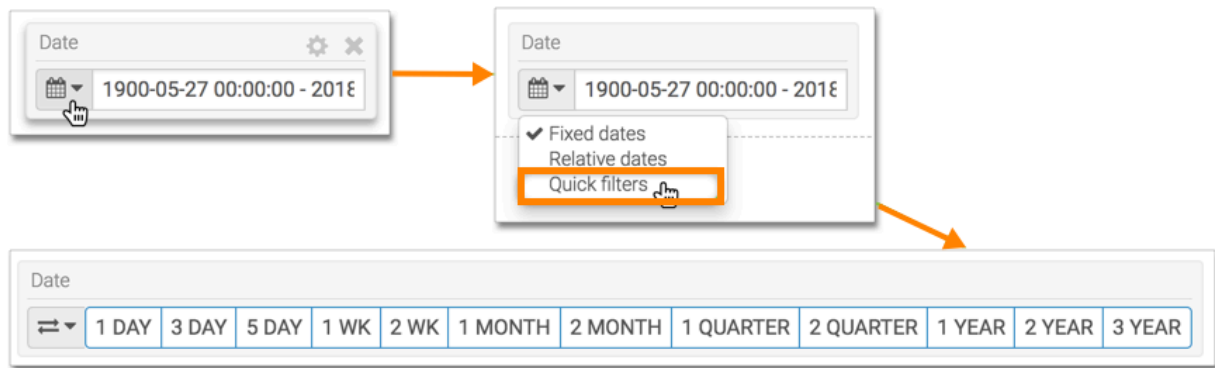 Date
1900-05-27 00:00:00 - 2018
Date
1900-05-27 00:00:00 - 2018
Fixed dates
Relative dates
Quick filters
Date
1 DAY 3 DAY 5 DAY 1 WK 2 WK 1 MONTH 2 MONTH 1 QUARTER 2 QUARTER 1 YEAR 2 YEAR 3 YEAR